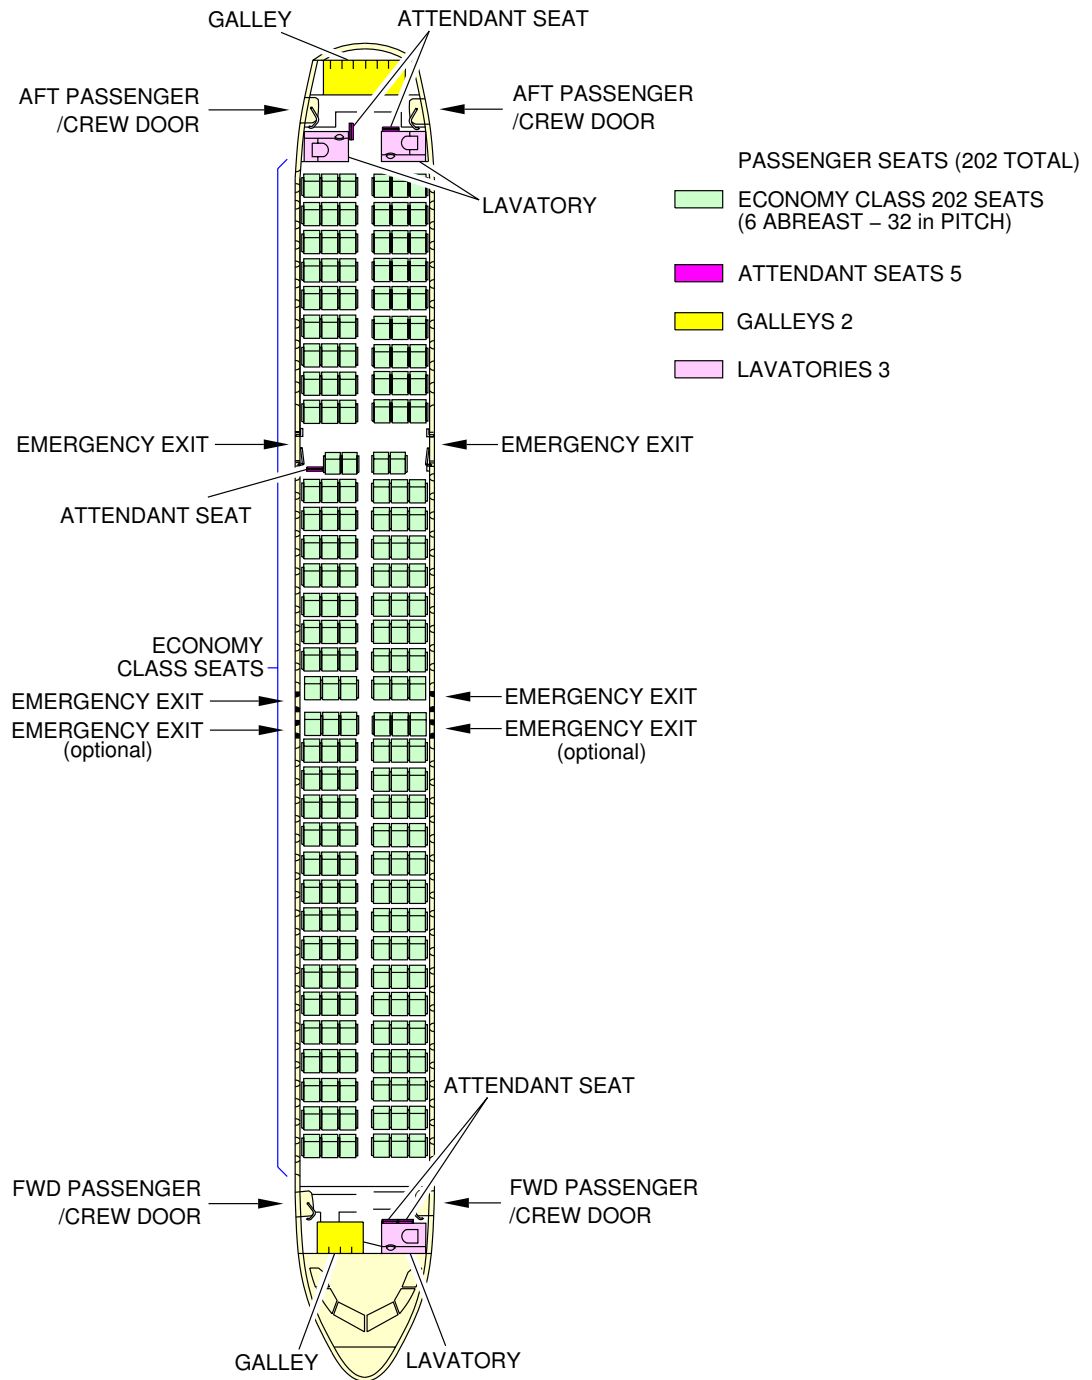 GALLEY
ATTENDANT SEAT
AFT PASSENGER
/CREW DOOR
AFT PASSENGER
/CREW DOOR
LAVATORY
PASSENGER SEATS (202 TOTAL)
ECONOMY CLASS 202 SEATS
(6 ABREAST – 32 in PITCH)
ATTENDANT SEATS 5
GALLEYS 2
LAVATORIES 3
EMERGENCY EXIT
EMERGENCY EXIT
ATTENDANT SEAT
ECONOMY
CLASS SEATS
EMERGENCY EXIT
EMERGENCY EXIT
EMERGENCY EXIT
(optional)
EMERGENCY EXIT
(optional)
ATTENDANT SEAT
FWD PASSENGER
/CREW DOOR
FWD PASSENGER
/CREW DOOR
GALLEY
LAVATORY